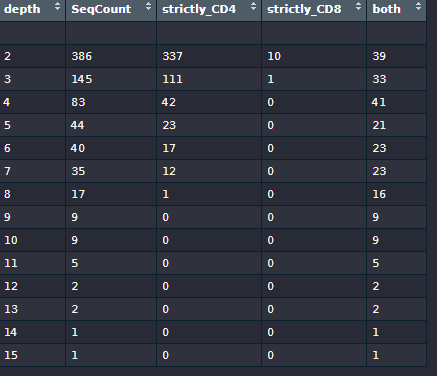 depth SeqCount strictly_CD4 strictly_CD8 both
2 386 337 10 39
3 145 111 1 33
4 83 42 0 41
5 44 23 0 21
6 40 17 0 23
7 35 12 0 23
8 17 1 0 16
9 9 0 0 9
10 9 0 0 9
11 5 0 0 5
12 2 0 0 2
13 2 0 0 2
14 1 0 0 1
15 1 0 0 1